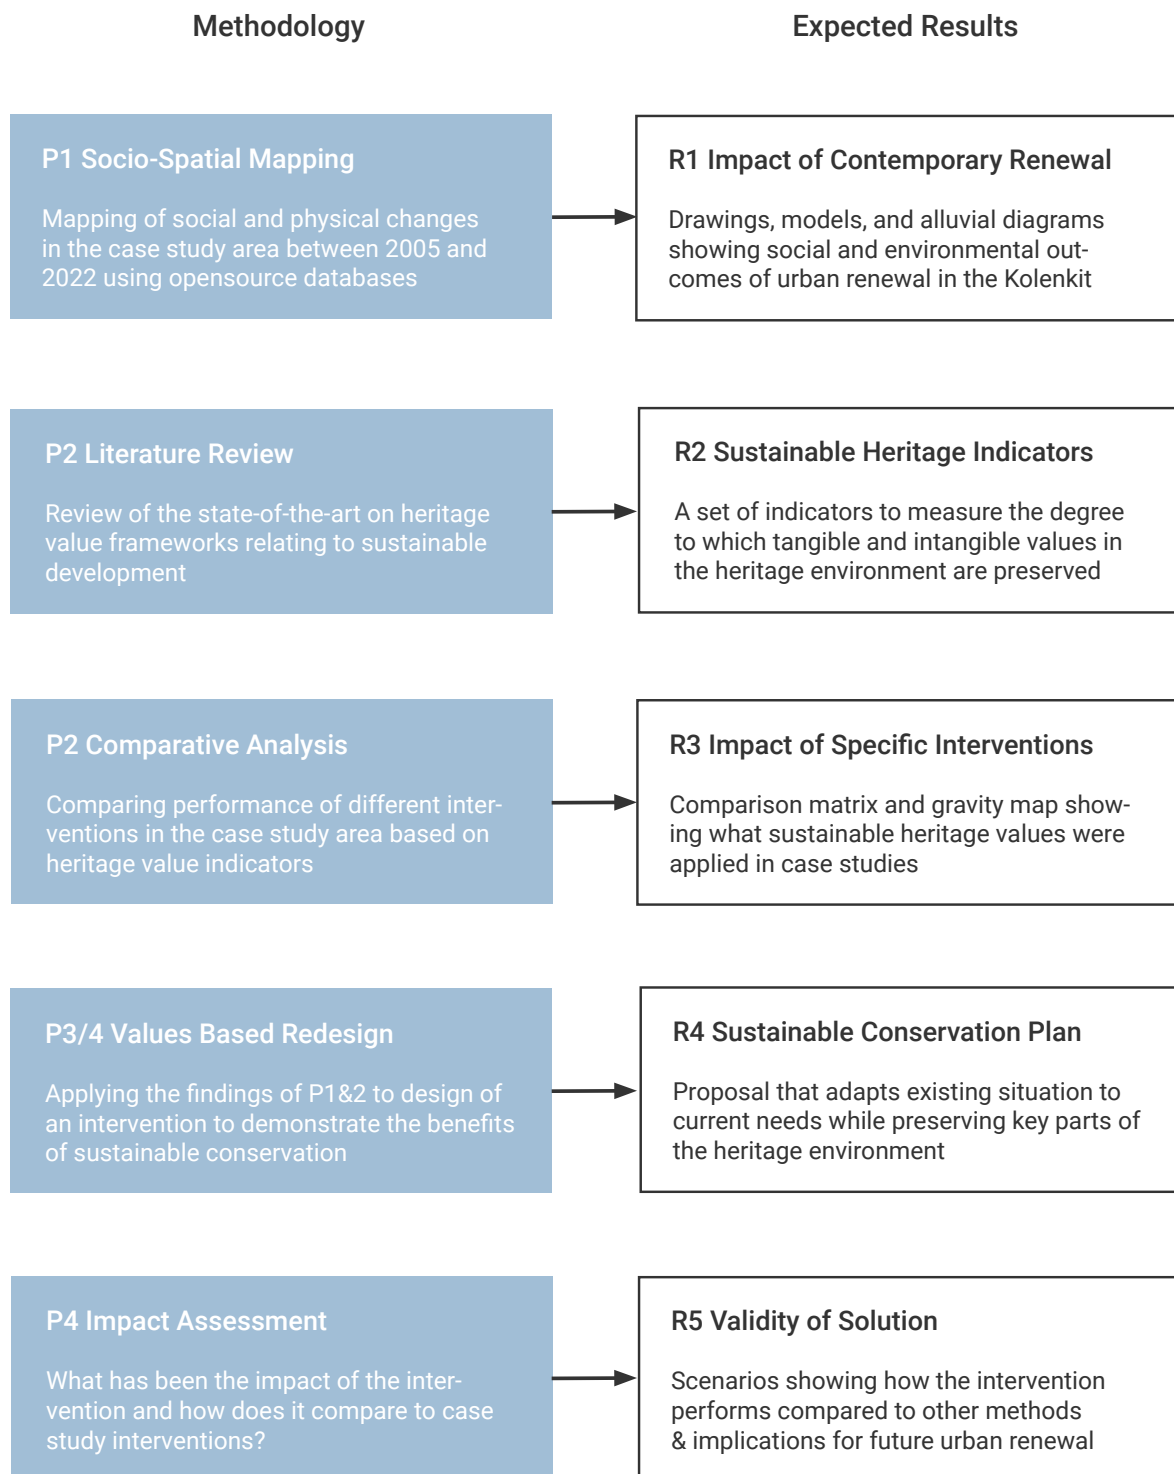 Methodology
Expected Results
P1 Socio-Spatial Mapping
Mapping of social and physical changes
in the case study area between 2005 and
2022 using opensource databases
R1 Impact of Contemporary Renewal
Drawings, models, and alluvial diagrams
showing social and environmental out-
comes of urban renewal in the Kolenkit
P2 Literature Review
Review of the state-of-the-art on heritage
value frameworks relating to sustainable
development
R2 Sustainable Heritage Indicators
A set of indicators to measure the degree
to which tangible and intangible values in
the heritage environment are preserved
P2 Comparative Analysis
Comparing performance of different inter-
ventions in the case study area based on
heritage value indicators
R3 Impact of Specific Interventions
Comparison matrix and gravity map show-
ing what sustainable heritage values were
applied in case studies
P3/4 Values Based Redesign
Applying the findings of P1&2 to design of
an intervention to demonstrate the benefits
of sustainable conservation
R4 Sustainable Conservation Plan
Proposal that adapts existing situation to
current needs while preserving key parts of
the heritage environment
P4 Impact Assessment
What has been the impact of the inter-
vention and how does it compare to case
study interventions?
R5 Validity of Solution
Scenarios showing how the intervention
performs compared to other methods
& implications for future urban renewal